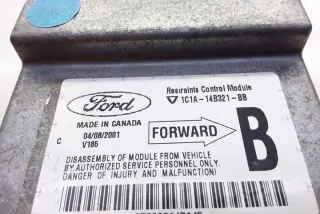 Ford
Restraints Control Module
1C1A-14B321-BB
MADE IN CANADA
04/08/2001
C
V185
FORWARD
B
DISASSEMBLY OF MODULE FROM VEHICLE
BY AUTHORIZED SERVICE PERSONNEL ONLY.
DANGER OF INJURY AND MALFUNCTION!